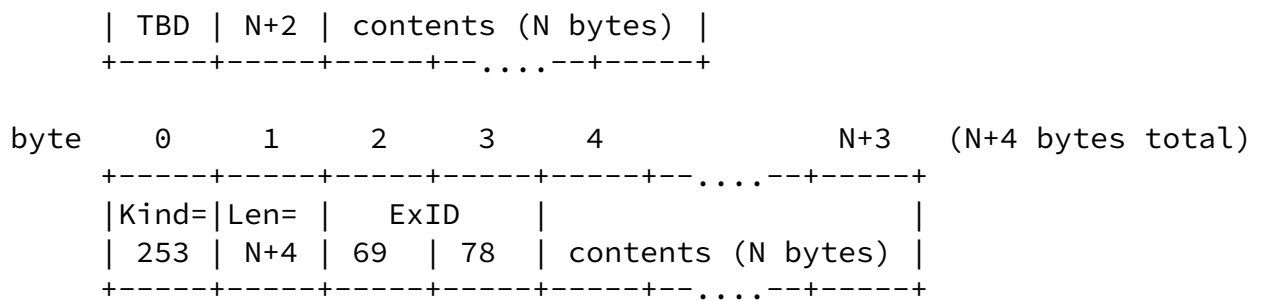 | TBD | N+2 | contents (N bytes) |
+-----+-----+-----+--....--+-----+
byte 0 1 2 3 4 N+3 (N+4 bytes total)
+-----+-----+-----+-----+-----+--....--+-----+
|Kind=|Len= | ExID | |
| 253 | N+4 | 69 | 78 | contents (N bytes) |
+-----+-----+-----+-----+-----+--....--+-----+